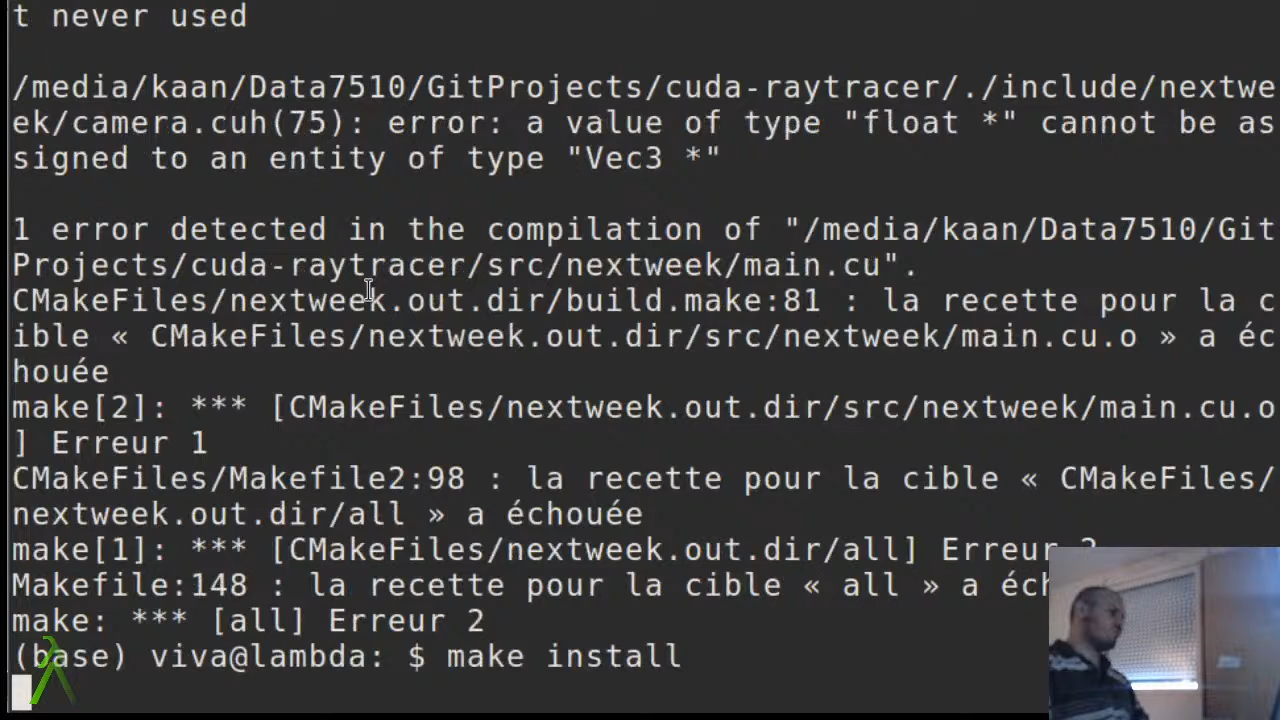 t never used
/media/kaan/Data7510/GitProjects/cuda-raytracer/./include/nextwe
ek/camera.cuh(75): error: a value of type "float *" cannot be as
signed to an entity of type "Vec3 *"
1 error detected in the compilation of "/media/kaan/Data7510/Git
Projects/cuda-raytracer/src/nextweek/main.cu".
CMakeFiles/nextweek.out.dir/build.make:81 : la recette pour la c
ible « CMakeFiles/nextweek.out.dir/src/nextweek/main.cu.o » a éc
houée
make[2]: *** [CMakeFiles/nextweek.out.dir/src/nextweek/main.cu.o
] Erreur 1
CMakeFiles/Makefile2:98 : la recette pour la cible « CMakeFiles/
nextweek.out.dir/all » a échouée
make[1]: *** [CMakeFiles/nextweek.out.dir/all] Erreur 2
Makefile:148 : la recette pour la cible « all » a éch
make: *** [all] Erreur 2
(base) viva@lambda: $ make install
λ